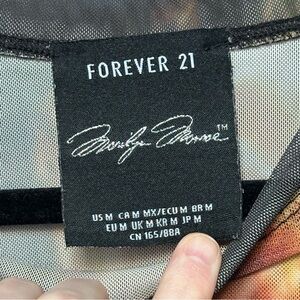 FOREVER 21
Marilyn Monroe™
US M CA M MX/ECU M BR M
EU M UK M KR M JP M
CN 165/88A